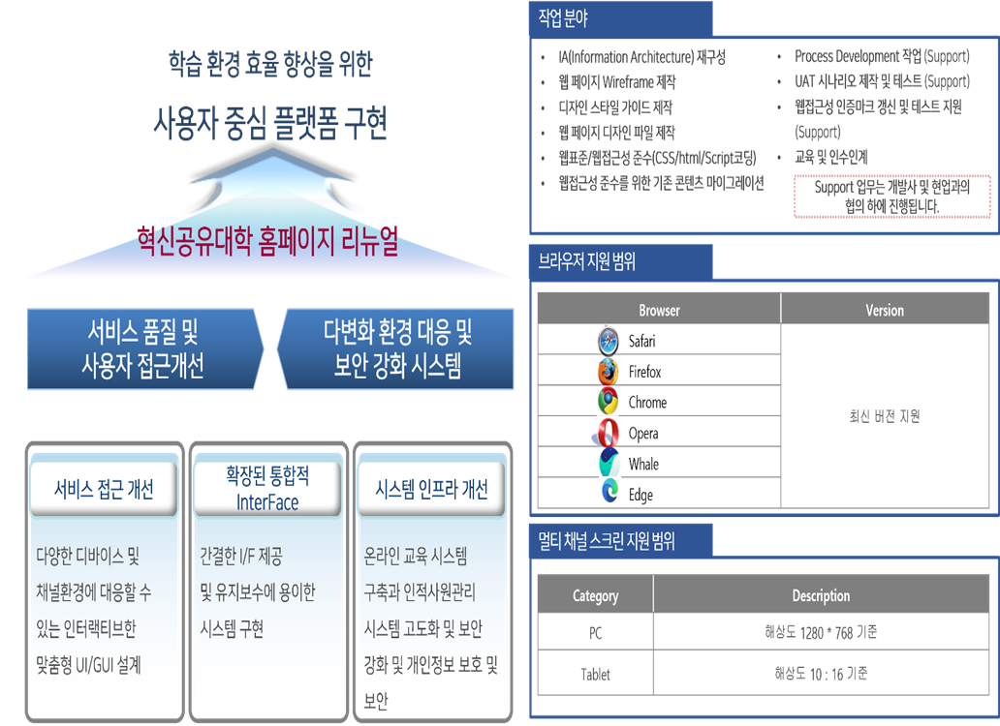 학습 환경 효율 향상을 위한
사용자 중심 플랫폼 구현
혁신공유대학 홈페이지 리뉴얼
서비스 품질 및
사용자 접근개선
다변화 환경 대응 및
보안 강화 시스템
서비스 접근 개선
다양한 디바이스 및
채널환경에 대응할 수
있는 인터랙티브한
맞춤형 UI/GUI 설계
확장된 통합적
InterFace
간결한 I/F 제공
및 유지보수에 용이한
시스템 구현
시스템 인프라 개선
온라인 교육 시스템
구축과 인적사원관리
시스템 고도화 및 보안
강화 및 개인정보 보호 및
보안
작업 분야
• IA(Information Architecture) 재구성
• 웹 페이지 Wireframe 제작
• 디자인 스타일 가이드 제작
• 웹 페이지 디자인 파일 제작
• 웹표준/웹접근성 준수(CSS/html/Script코딩)
• 웹접근성 준수를 위한 기존 콘텐츠 마이그레이션
• Process Development 작업 (Support)
• UAT 시나리오 제작 및 테스트 (Support)
• 웹접근성 인증마크 갱신 및 테스트 지원
(Support)
• 교육 및 인수인계
Support 업무는 개발사 및 현업과의
협의 하에 진행됩니다.
브라우저 지원 범위
Browser Version
Safari
Firefox
Chrome
Opera
Whale
Edge
최신 버전 지원
멀티 채널 스크린 지원 범위
Category Description
PC 해상도 1280 * 768 기준
Tablet 해상도 10 : 16 기준